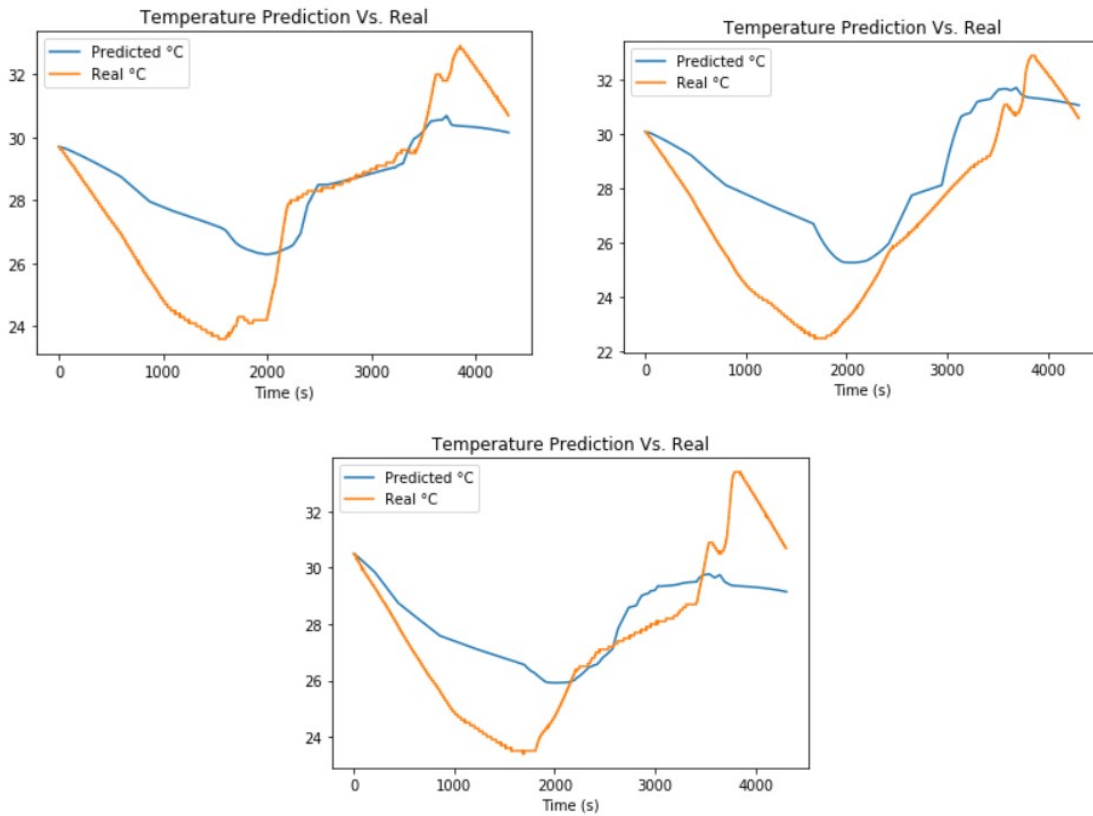 Temperature Prediction Vs. Real
Predicted °C
Real °C
32
30
28
26
24
0 1000 2000 3000 4000
Time (s)
Temperature Prediction Vs. Real
Predicted °C
Real °C
32
30
28
26
24
22
0 1000 2000 3000 4000
Time (s)
Temperature Prediction Vs. Real
Predicted °C
Real °C
32
30
28
26
24
0 1000 2000 3000 4000
Time (s)